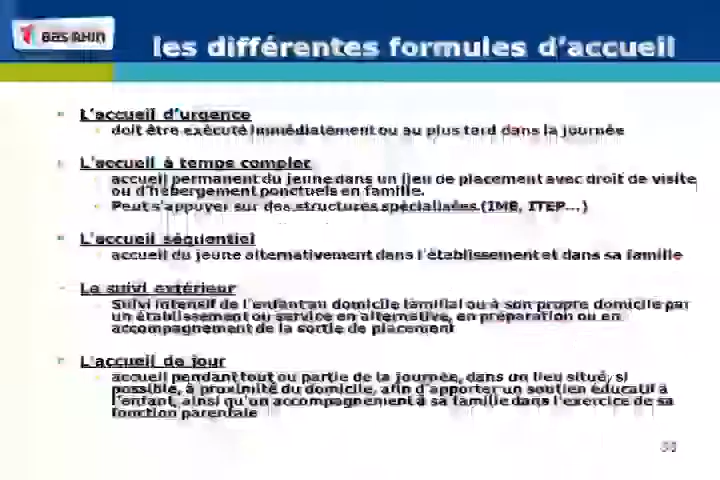 BAS RHIN
les différentes formules d'accueil
L'accueil d'urgence
doit être exécuté immédiatement ou au plus tard dans la journée
L'accueil à temps complet
accueil permanent du jeune dans un lieu de placement avec droit de visite
ou d'hébergement ponctuels en famille.
Peut s'appuyer sur des structures spécialisées (IME, ITEP...)
L'accueil séquentiel
accueil du jeune alternativement dans l'établissement et dans sa famille
Le suivi extérieur
Suivi intensif de l'enfant au domicile familial ou à son propre domicile par
un établissement ou service en alternative, en préparation ou en
accompagnement de la sortie de placement
L'accueil de jour
accueil pendant tout ou partie de la journée, dans un lieu situé, si
possible, à proximité du domicile, afin d'apporter un soutien éducatif à
l'enfant, ainsi qu'un accompagnement à sa famille dans l'exercice de sa
fonction parentale